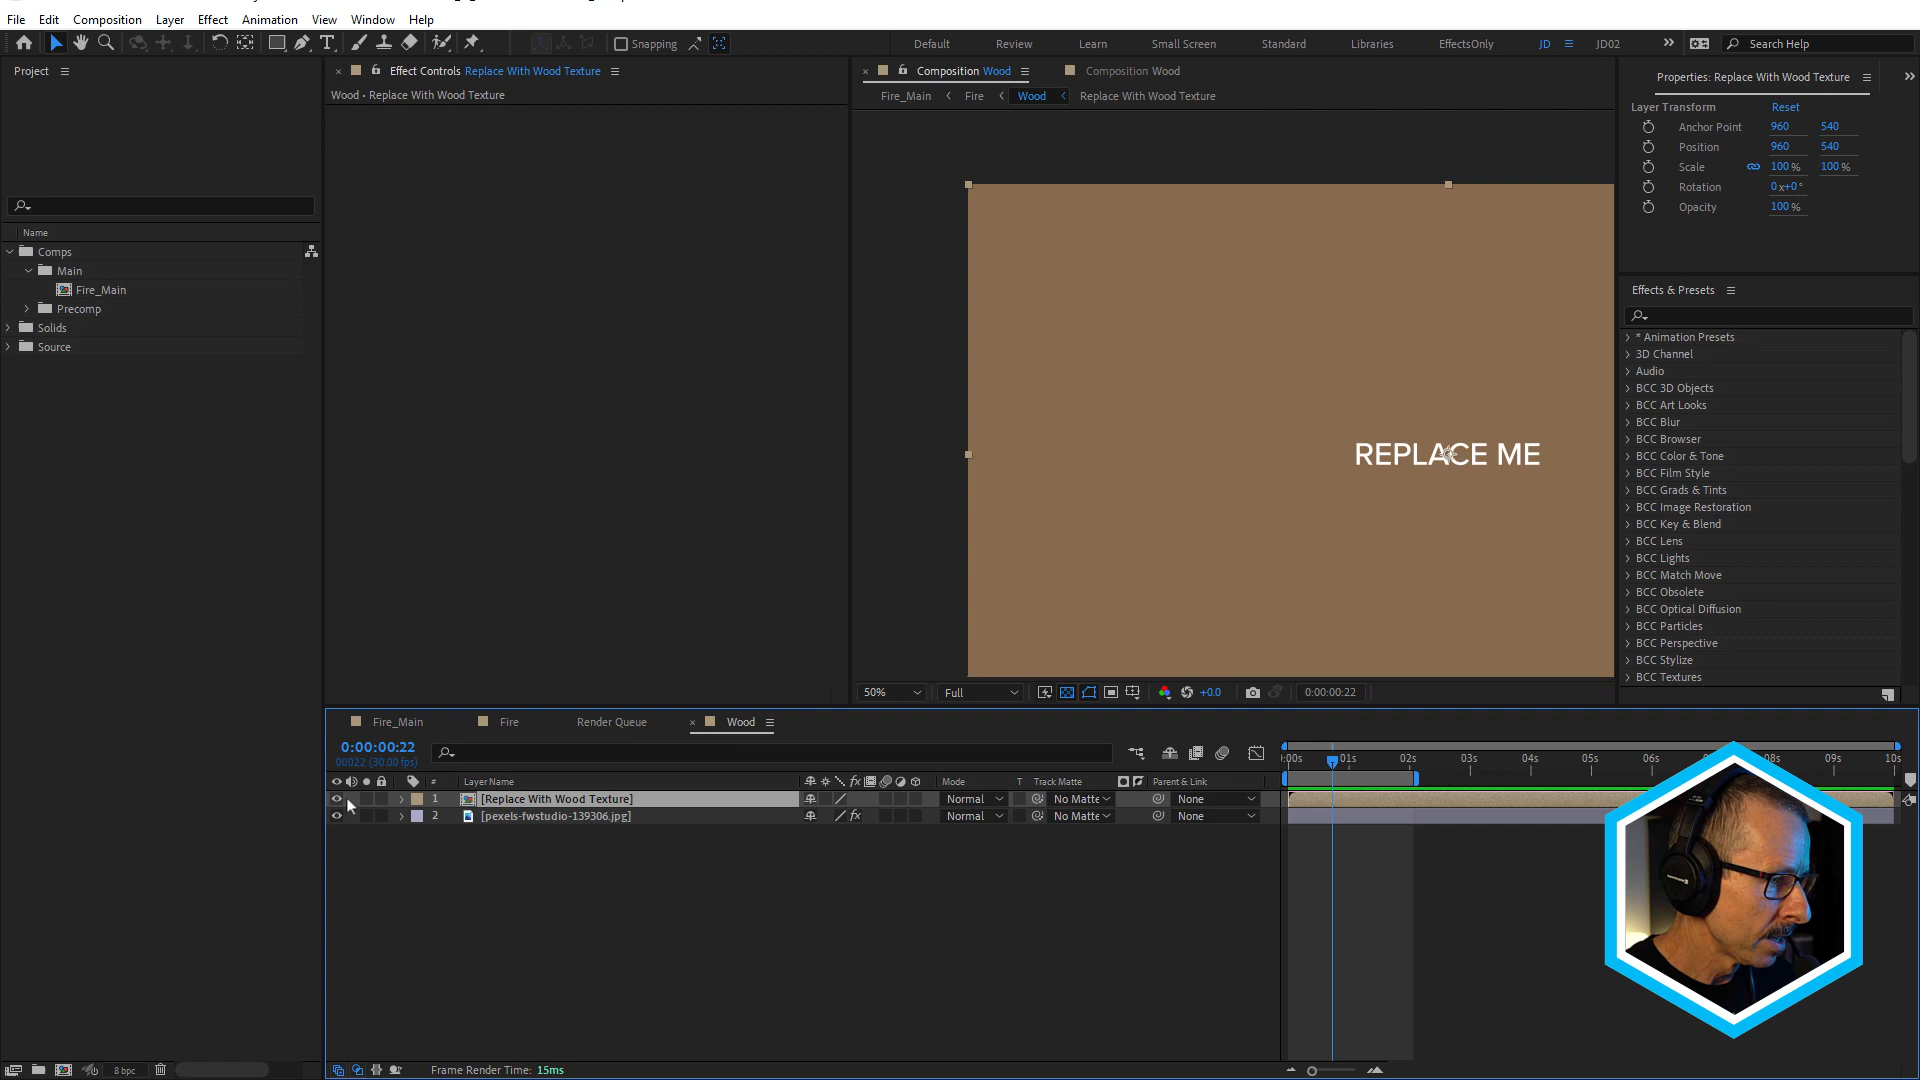 File Edit Composition Layer Effect Animation View Window Help
Snapping
Default Review Learn Small Screen Standard Libraries EffectsOnly JD JD02
Search Help
Project
Effect Controls Replace With Wood Texture
Wood • Replace With Wood Texture
Composition Wood
Composition Wood
Fire_Main Fire Wood Replace With Wood Texture
Properties: Replace With Wood Texture
Layer Transform Reset
Anchor Point 960 540
Position 960 540
Scale 100 % 100 %
Rotation 0x+0°
Opacity 100 %
Name
Comps
Main
Fire_Main
Precomp
Solids
Source
REPLACE ME
Effects & Presets
* Animation Presets
3D Channel
Audio
BCC 3D Objects
BCC Art Looks
BCC Blur
BCC Browser
BCC Color & Tone
BCC Film Style
BCC Grads & Tints
BCC Image Restoration
BCC Key & Blend
BCC Lens
BCC Lights
BCC Match Move
BCC Obsolete
BCC Optical Diffusion
BCC Particles
BCC Perspective
BCC Stylize
BCC Textures
50% Full +0.0 0:00:00:22
Fire_Main Fire Render Queue Wood
0:00:00:22
00022 (30.00 fps)
:00s 01s 02s 03s 04s 05s 06s 08s 09s 10s
# Layer Name fx Mode T Track Matte Parent & Link
1 [Replace With Wood Texture] Normal No Matte None
2 [pexels-fwstudio-139306.jpg] fx Normal No Matte None
8 bpc
Frame Render Time: 15ms